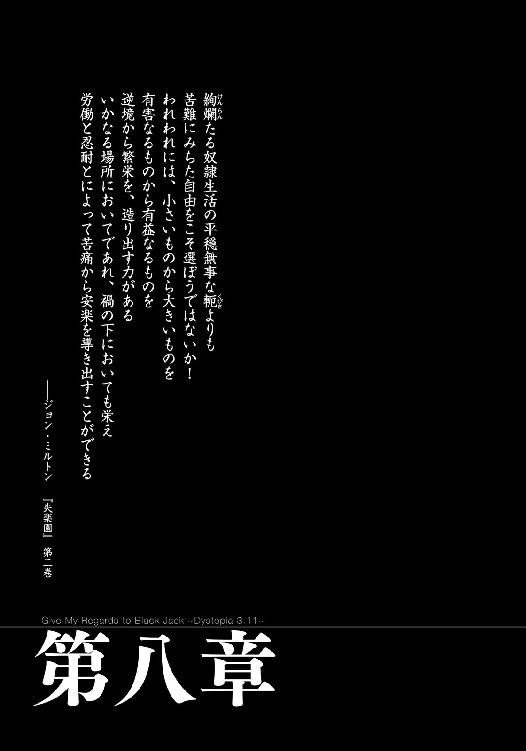 絢爛たる奴隷生活の平穏無事な軛よりも
苦難にみちた自由をこそ選ぼうではないか！
われわれには、小さいものから大きいものを
有害なるものから有益なるものを
逆境から繁栄を、造り出す力がある
いかなる場所においてであれ、禍の下においても栄え
労働と忍耐とによって苦痛から安楽を導き出すことができる
――ジョン・ミルトン 『失楽園』 第二巻
Give My Regards to Black Jack --Dystopia 3.11--
第八章